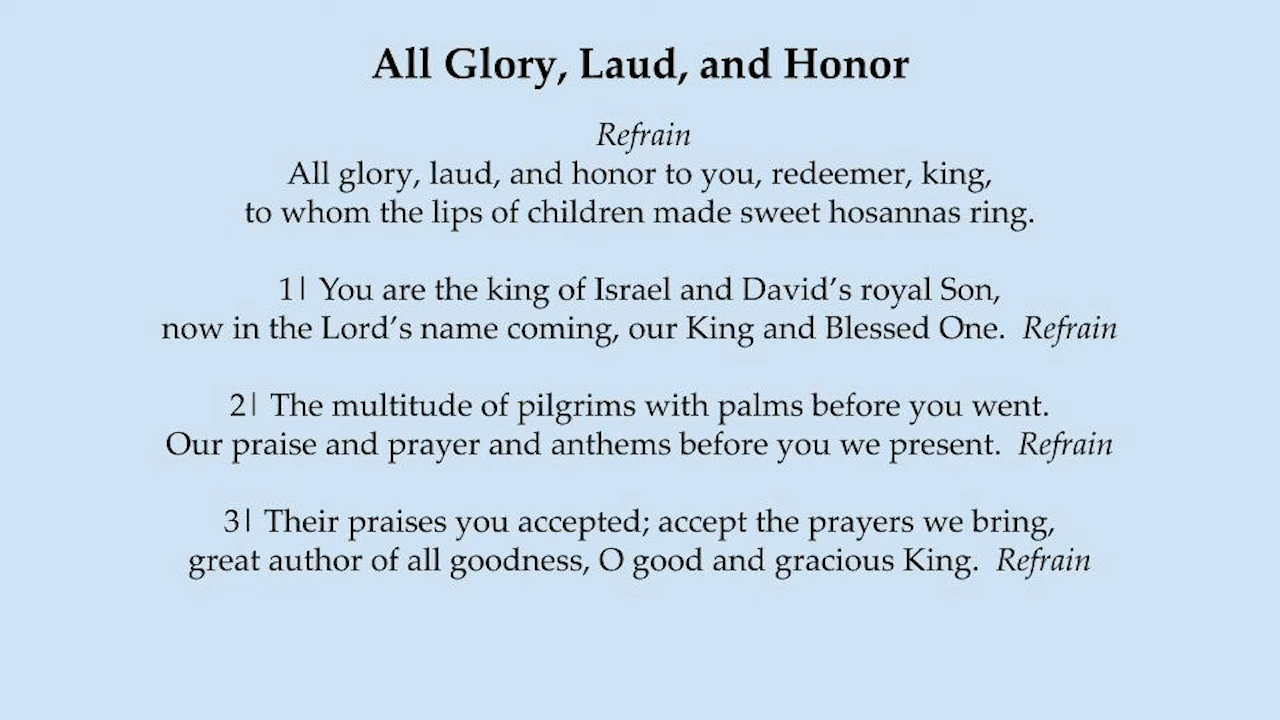 All Glory, Laud, and Honor
Refrain
All glory, laud, and honor to you, redeemer, king,
to whom the lips of children made sweet hosannas ring.
1| You are the king of Israel and David’s royal Son,
now in the Lord’s name coming, our King and Blessed One. Refrain
2| The multitude of pilgrims with palms before you went.
Our praise and prayer and anthems before you we present. Refrain
3| Their praises you accepted; accept the prayers we bring,
great author of all goodness, O good and gracious King. Refrain